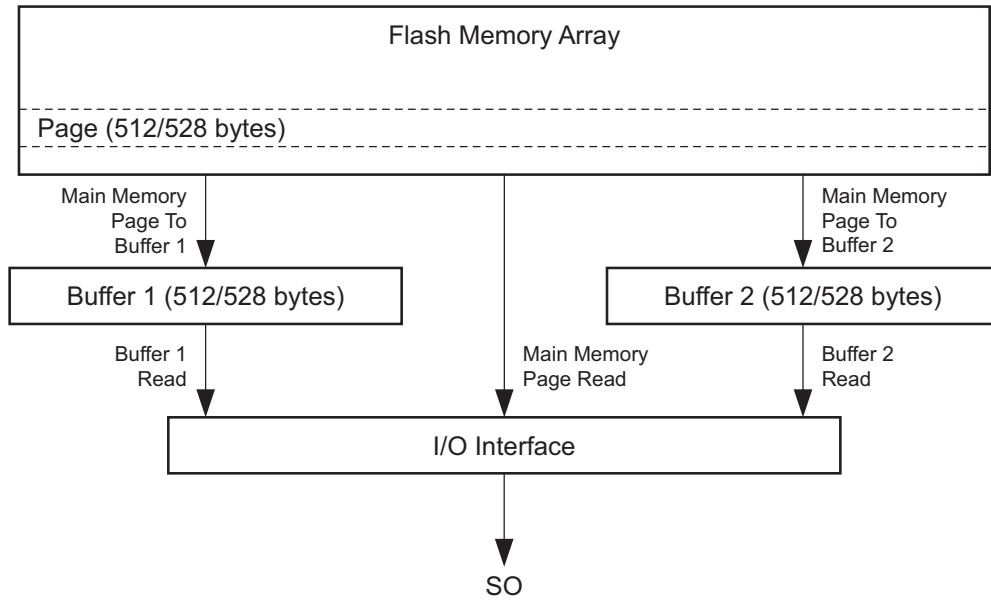 Flash Memory Array
Page (512/528 bytes)
Main Memory
Page To
Buffer 1
Main Memory
Page To
Buffer 2
Buffer 1 (512/528 bytes)
Buffer 2 (512/528 bytes)
Buffer 1
Read
Main Memory
Page Read
Buffer 2
Read
I/O Interface
SO